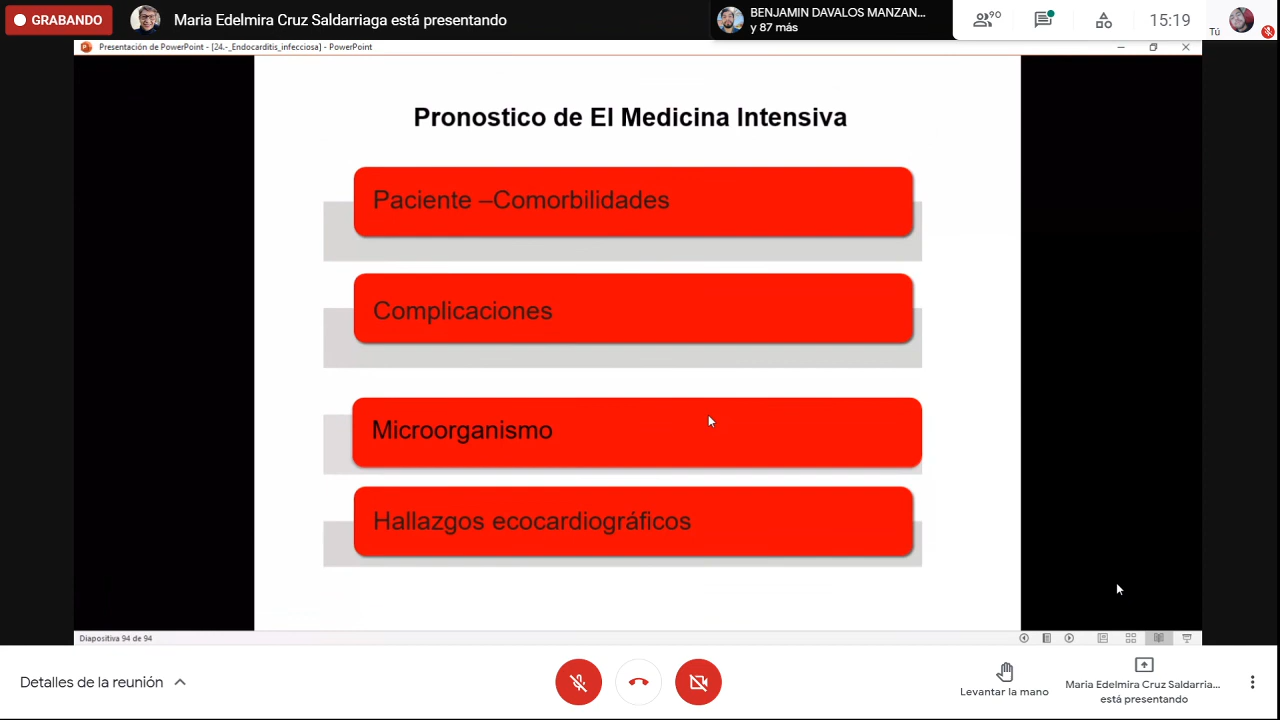 GRABANDO
Maria Edelmira Cruz Saldarriaga está presentando
BENJAMIN DAVALOS MANZAN...
y 87 más
90
15:19
Tú
Presentación de PowerPoint - [24.-_Endocarditis_infecciosa] - PowerPoint
Pronostico de EI Medicina Intensiva
Paciente –Comorbilidades
Complicaciones
Microorganismo
Hallazgos ecocardiográficos
Diapositiva 94 de 94
Detalles de la reunión
Levantar la mano
Maria Edelmira Cruz Saldarria...
está presentando